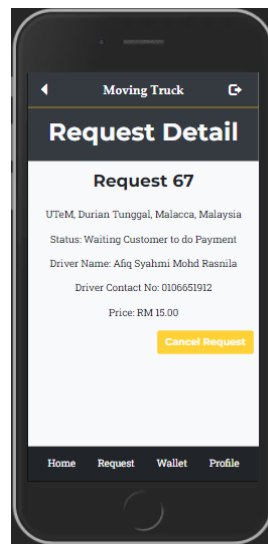 Moving Truck
Request Detail
Request 67
UTeM, Durian Tunggal, Malacca, Malaysia
Status: Waiting Customer to do Payment
Driver Name: Afiq Syahmi Mohd Rasnila
Driver Contact No: 0106651912
Price: RM 15.00
Cancel Request
Home Request Wallet Profile